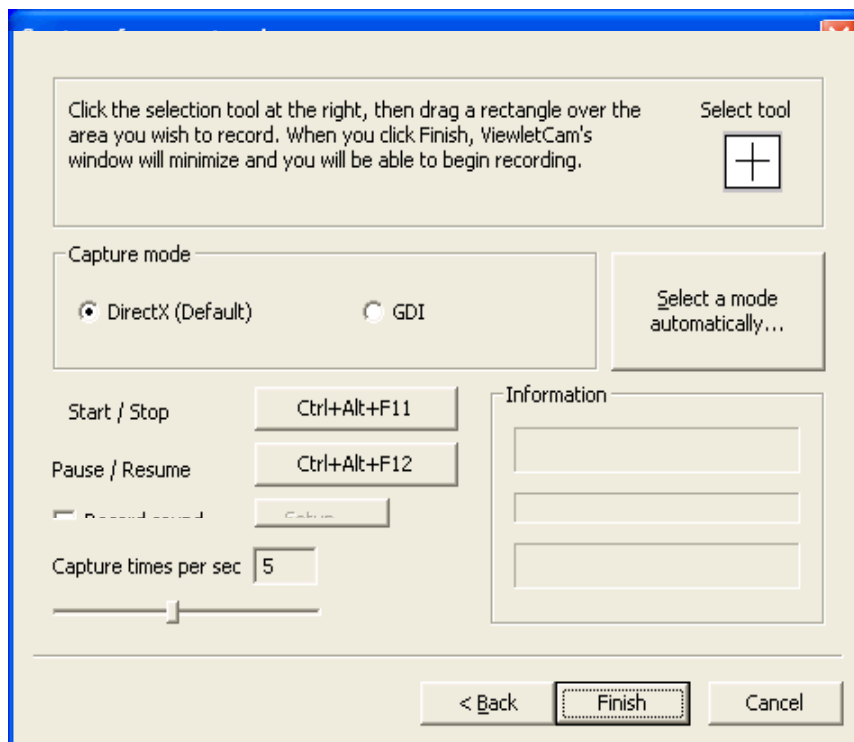 Click the selection tool at the right, then drag a rectangle over the
area you wish to record. When you click Finish, ViewletCam's
window will minimize and you will be able to begin recording.
Select tool
Capture mode
DirectX (Default)
GDI
Select a mode
automatically...
Start / Stop
Ctrl+Alt+F11
Information
Pause / Resume
Ctrl+Alt+F12
Capture times per sec
5
< Back
Finish
Cancel